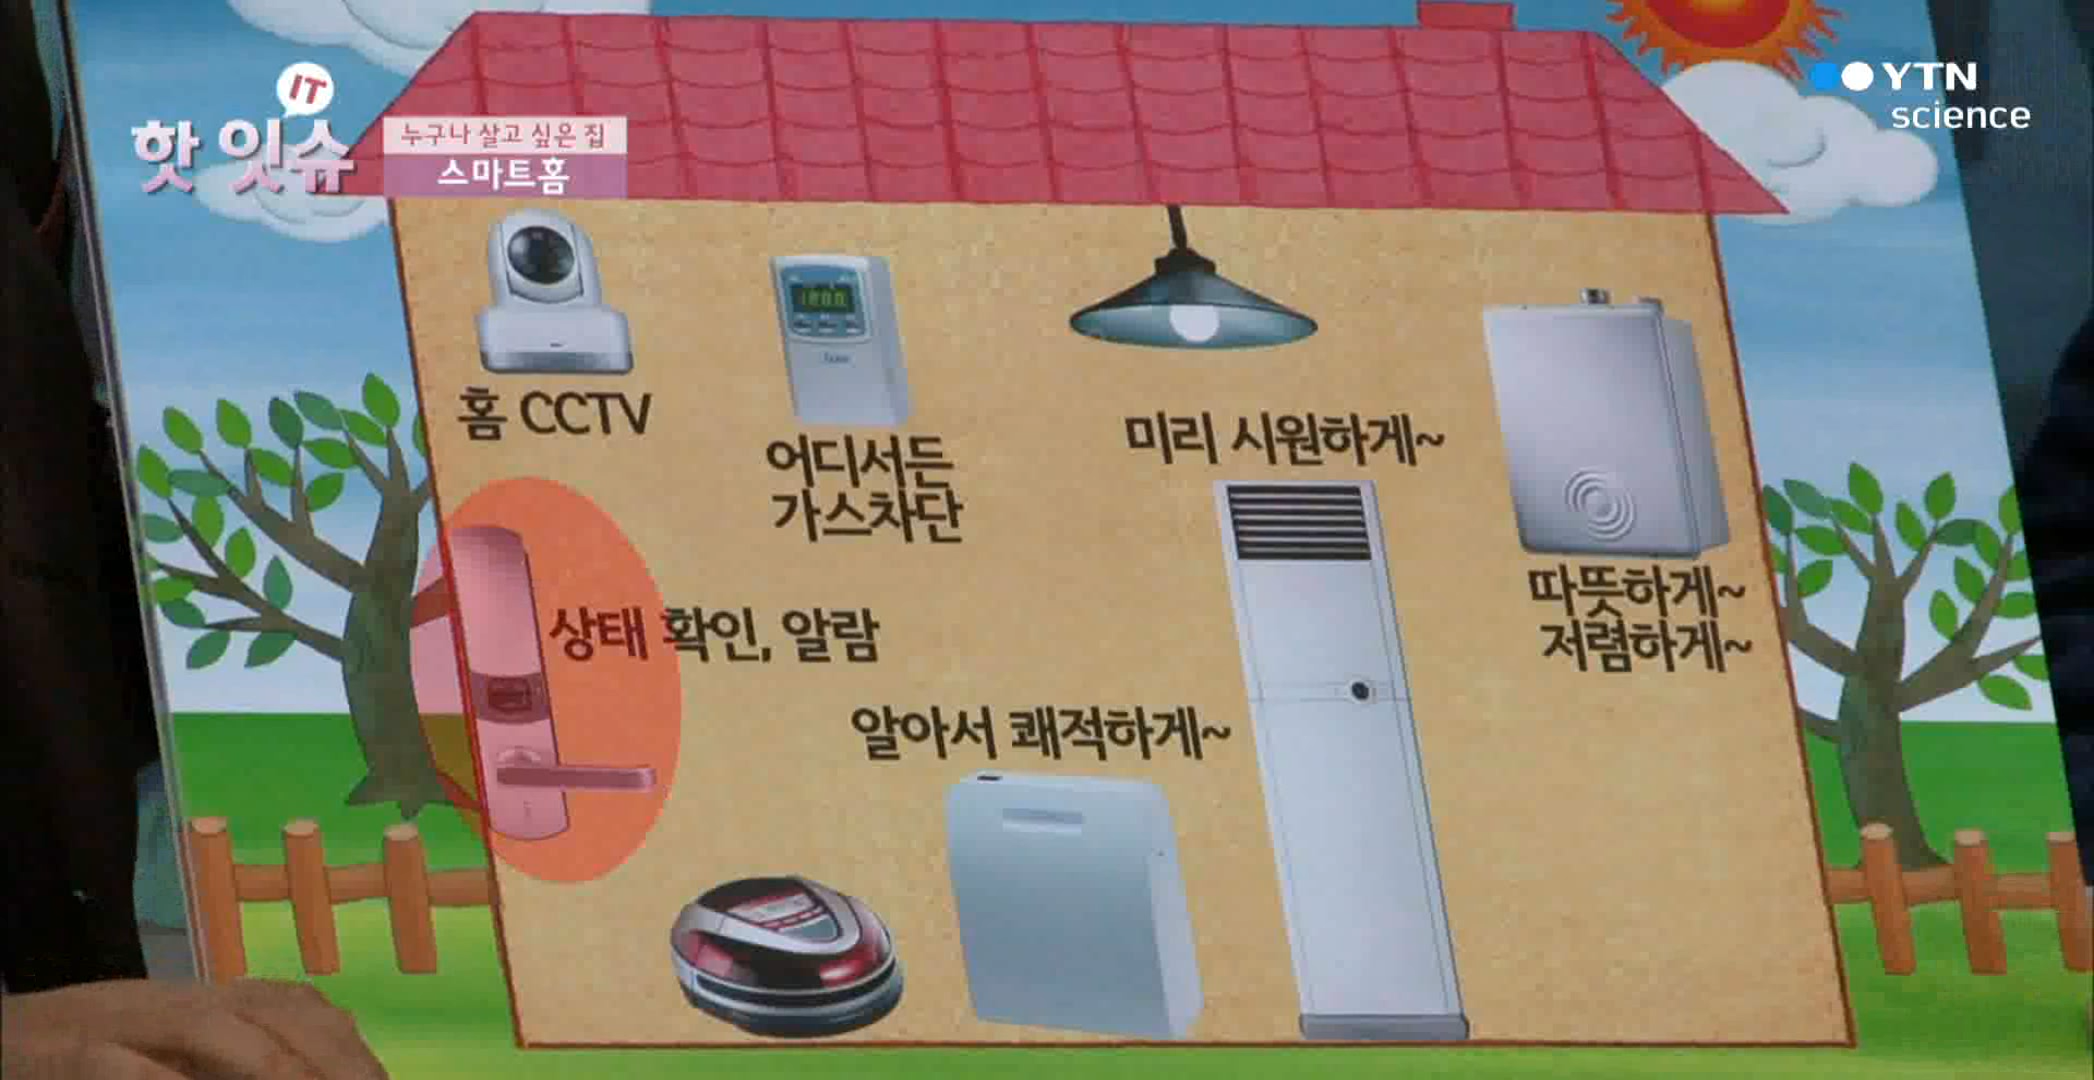 IT
핫 잇슈
누구나 살고 싶은 집
스마트홈
YTN
science
홈 CCTV
어디서든
가스차단
미리 시원하게~
따뜻하게~
저렴하게~
상태 확인, 알람
알아서 쾌적하게~